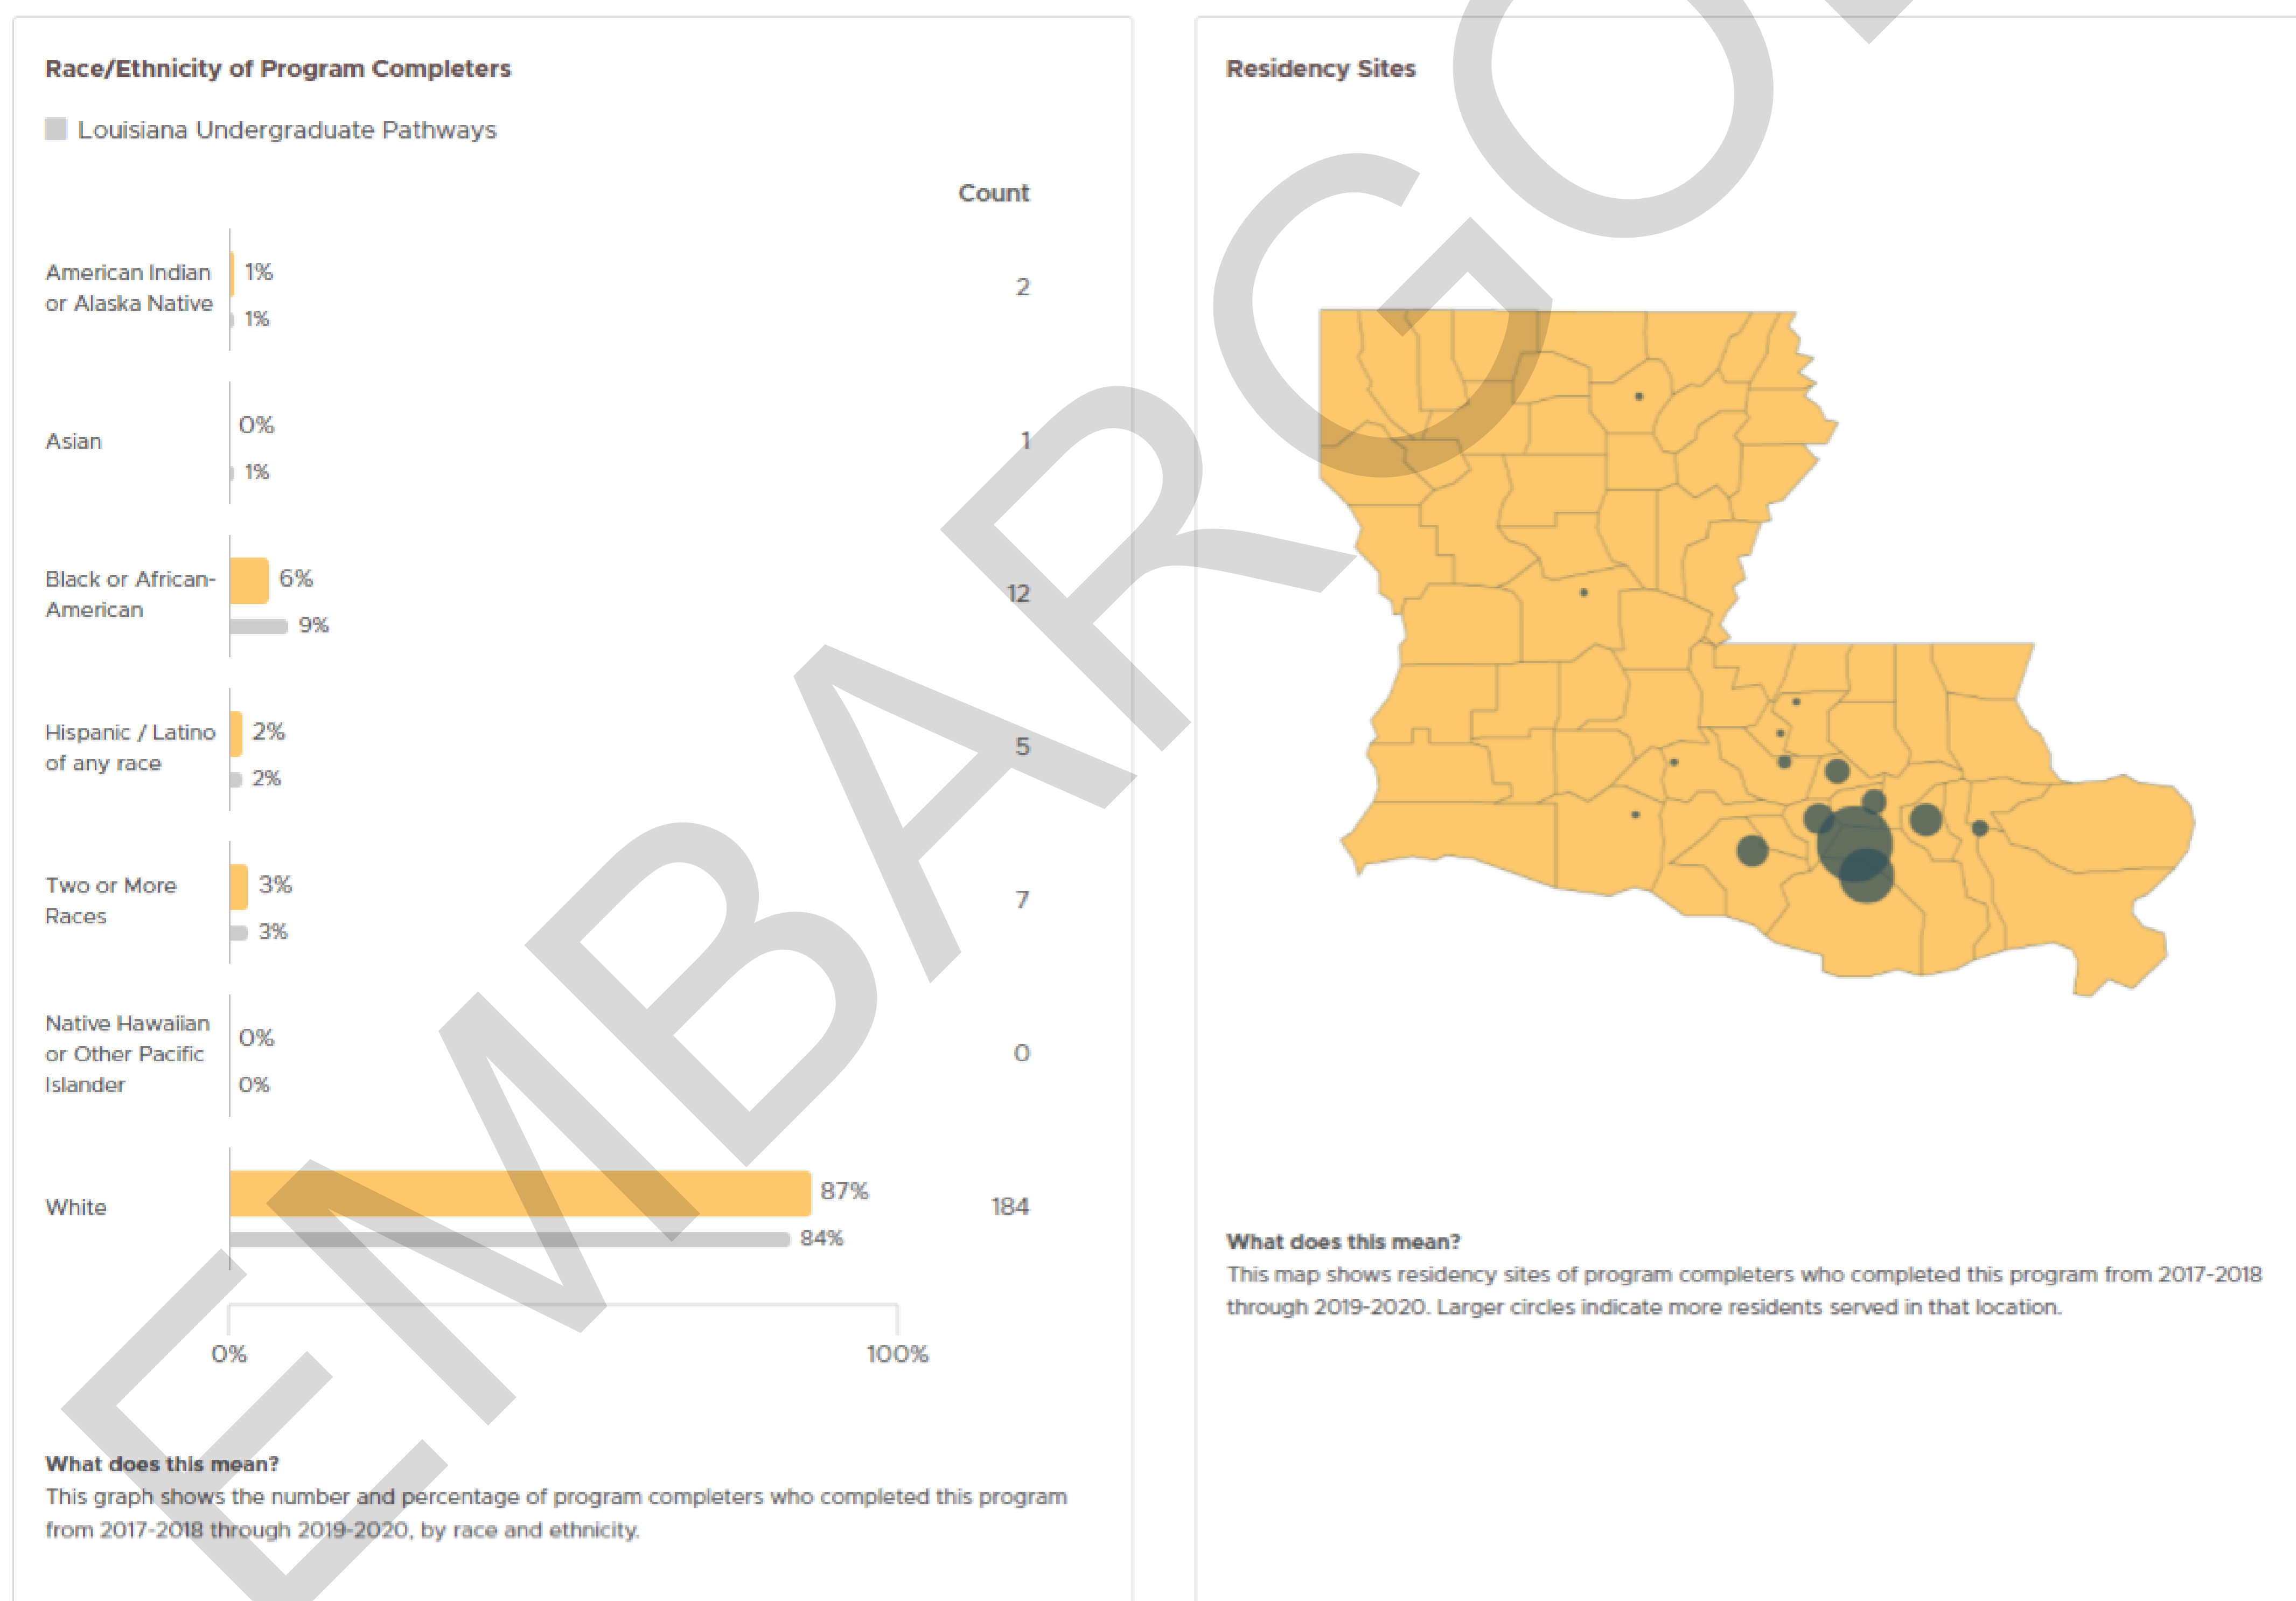 Race/Ethnicity of Program Completers
Louisiana Undergraduate Pathways
Count
American Indian
or Alaska Native
1%
1%
2
Asian
0%
1%
1
Black or African-
American
6%
9%
12
Hispanic / Latino
of any race
2%
2%
5
Two or More
Races
3%
3%
7
Native Hawaiian
or Other Pacific
Islander
0%
0%
0
White
87%
84%
184
0%
100%
What does this mean?
This graph shows the number and percentage of program completers who completed this program
from 2017-2018 through 2019-2020, by race and ethnicity.
Residency Sites
What does this mean?
This map shows residency sites of program completers who completed this program from 2017-2018
through 2019-2020. Larger circles indicate more residents served in that location.
EMBARGOE